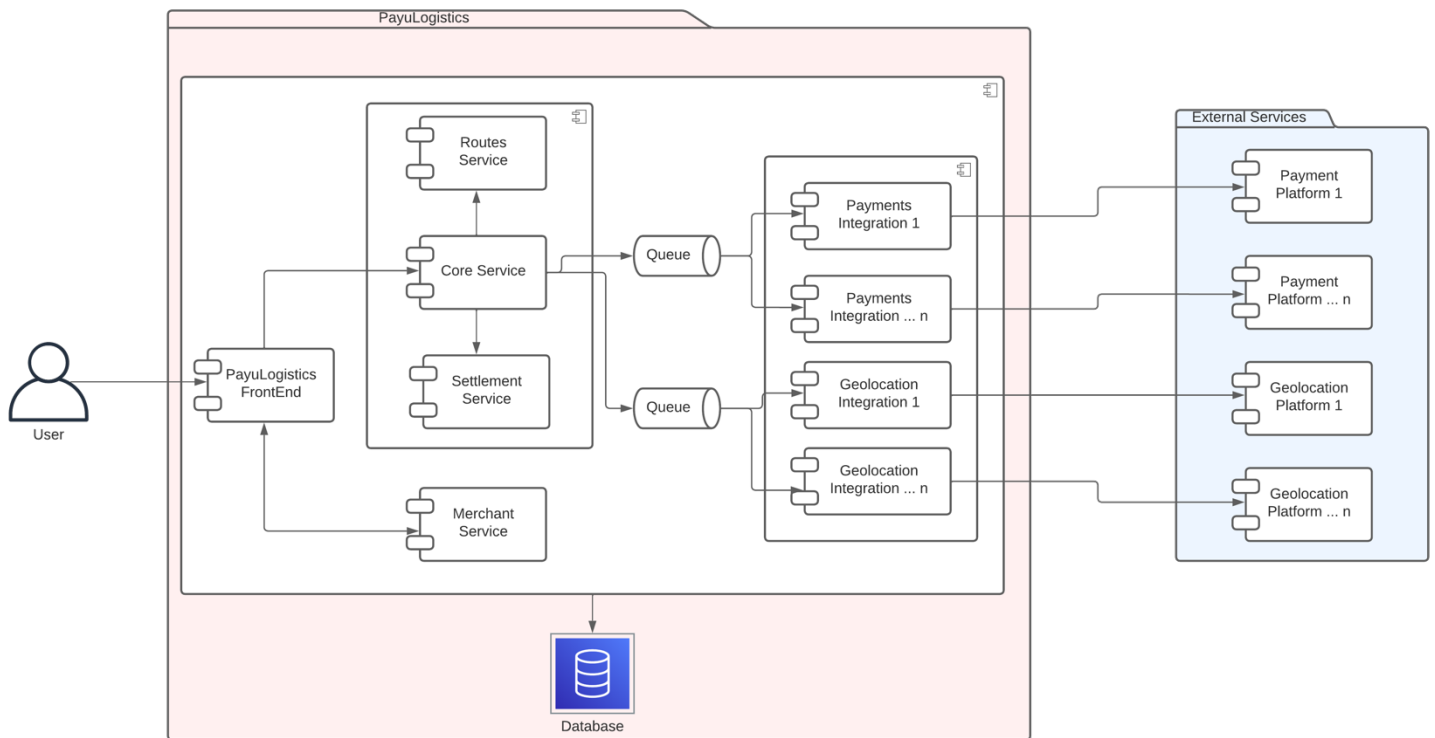 PayuLogistics
External Services
Routes
Service
Core Service
Settlement
Service
PayuLogistics
FrontEnd
User
Merchant
Service
Queue
Queue
Payments
Integration 1
Payments
Integration ... n
Geolocation
Integration 1
Geolocation
Integration ... n
Payment
Platform 1
Payment
Platform ... n
Geolocation
Platform 1
Geolocation
Platform ... n
Database